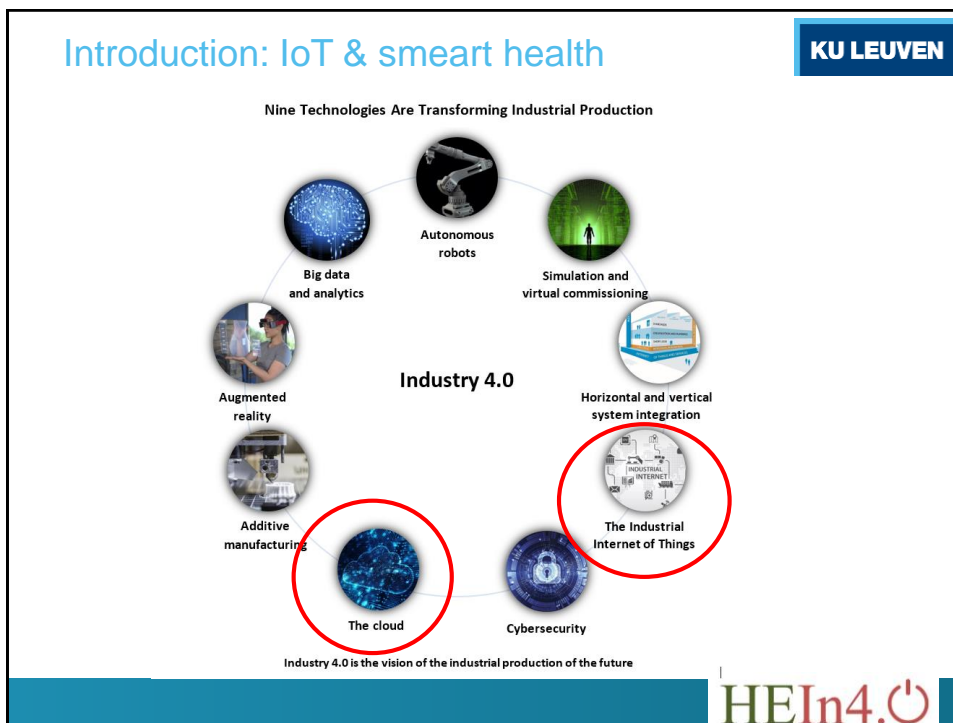 Introduction: IoT & smeart health
KU LEUVEN
Nine Technologies Are Transforming Industrial Production
Autonomous
robots
Big data
and analytics
Simulation and
virtual commissioning
Augmented
reality
Industry 4.0
Horizontal and vertical
system integration
INDUSTRIAL
INTERNET
The Industrial
Internet of Things
Additive
manufacturing
The cloud
Cybersecurity
Industry 4.0 is the vision of the industrial production of the future
HEIn4.0